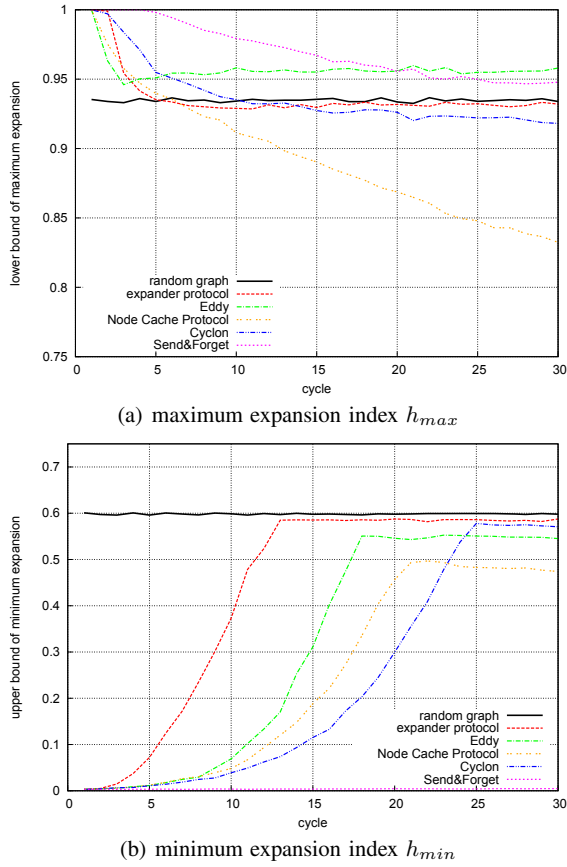 1
0.95
0.9
0.85
0.8
0.75
lower bound of maximum expansion
random graph
expander protocol
Eddy
Node Cache Protocol
Cyclon
Send&Forget
0 5 10 15 20 25 30
cycle
(a) maximum expansion index h_max
0.7
0.6
0.5
0.4
0.3
0.2
0.1
0
upper bound of minimum expansion
random graph
expander protocol
Eddy
Node Cache Protocol
Cyclon
Send&Forget
0 5 10 15 20 25 30
cycle
(b) minimum expansion index h_min